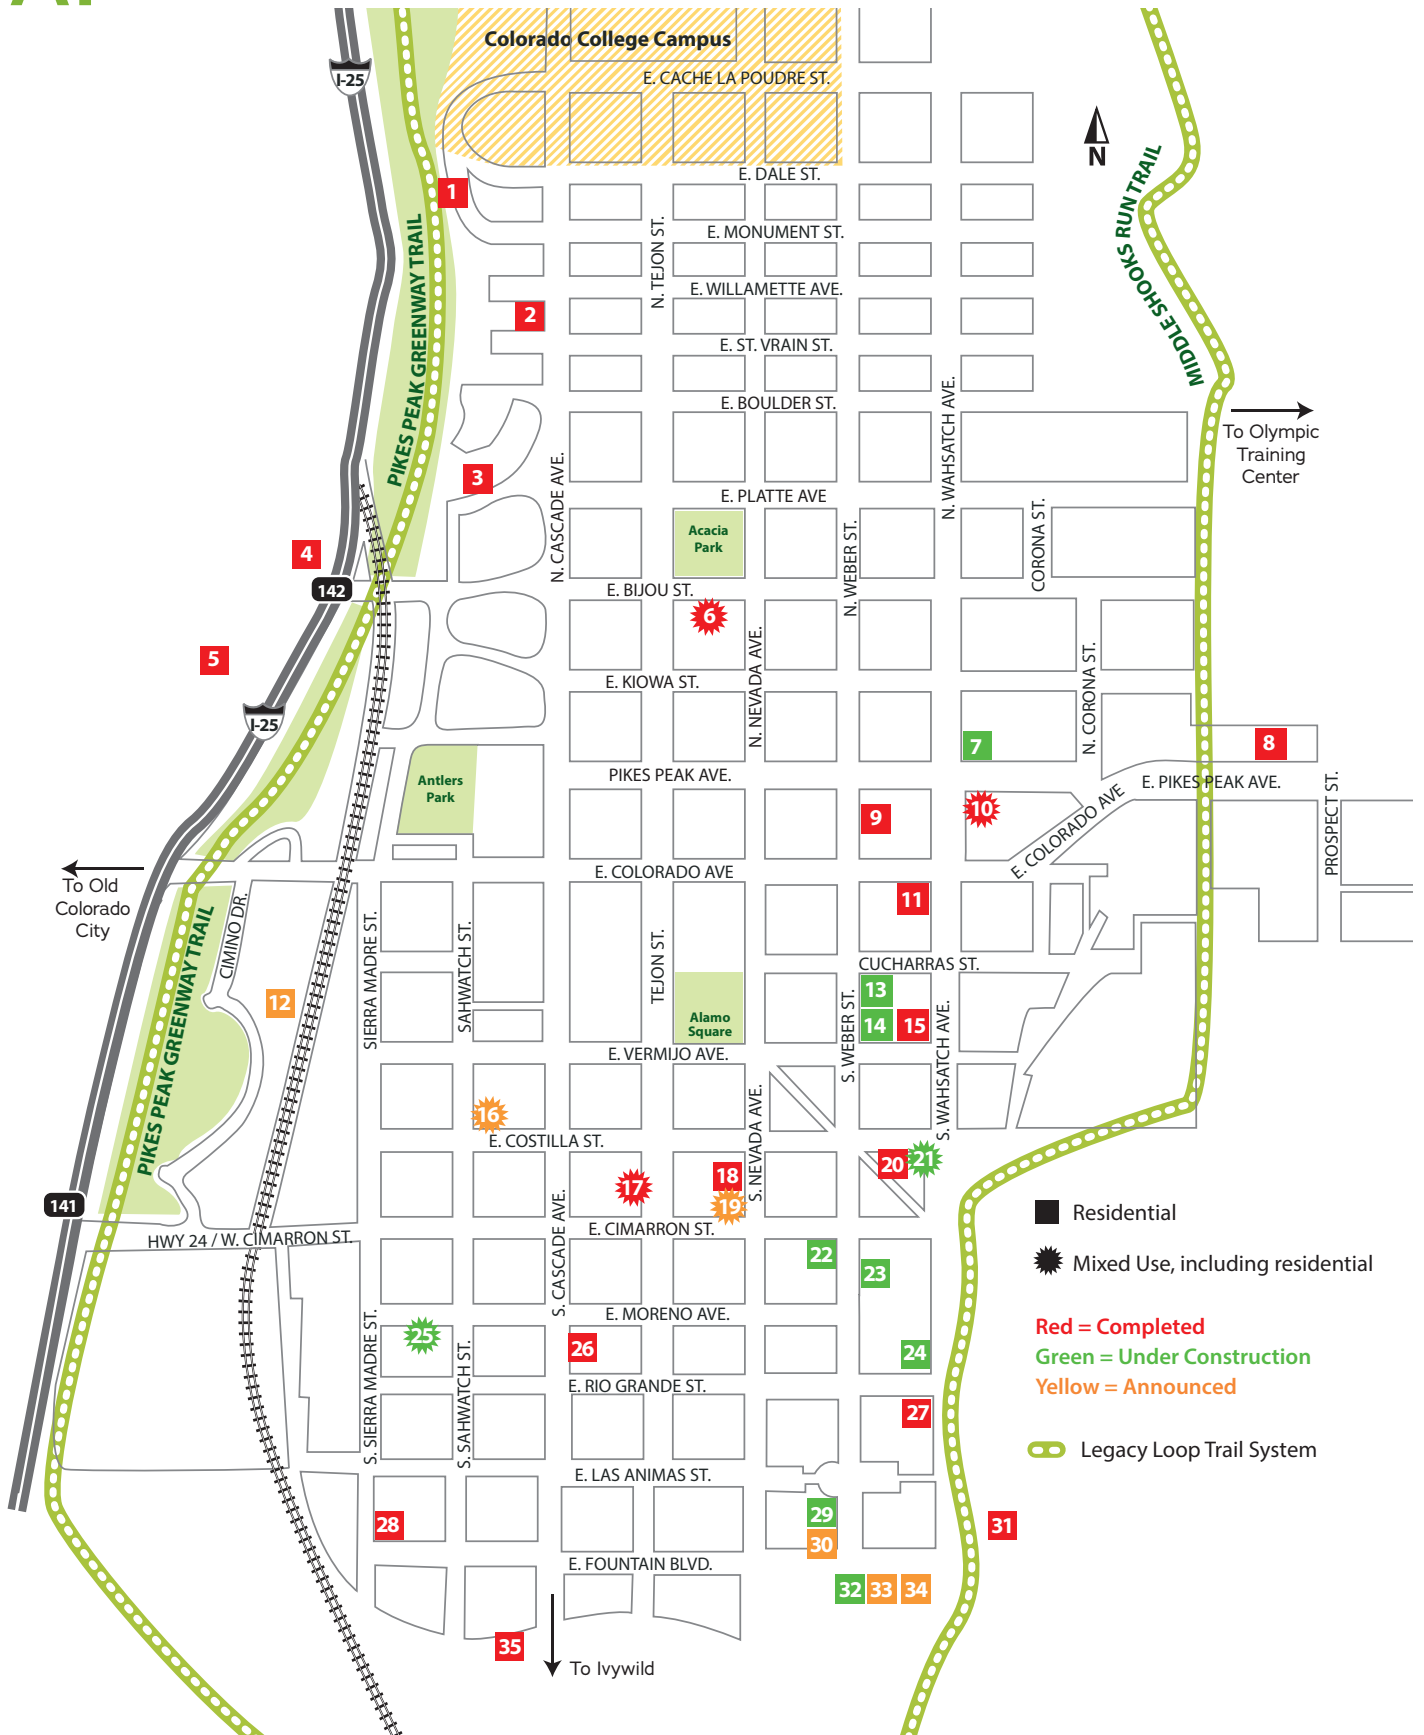 Colorado College Campus
I-25
E. CACHE LA POUDRE ST.
N
E. DALE ST.
1
MIDDLE SHOOKS RUN TRAIL
PIKES PEAK GREENWAY TRAIL
N. TEJON ST.
E. MONUMENT ST.
E. WILLAMETTE AVE.
2
E. ST. VRAIN ST.
E. BOULDER ST.
N. WAHSATCH AVE.
To Olympic
Training
Center
N. CASCADE AVE.
3
E. PLATTE AVE
Acacia
Park
N. WEBER ST.
CORONA ST.
4
142
E. BIJOU ST.
6
5
N. NEVADA AVE.
N. CORONA ST.
E. KIOWA ST.
I-25
7
8
Antlers
Park
PIKES PEAK AVE.
E. PIKES PEAK AVE.
PROSPECT ST.
9
10
E. COLORADO AVE
E. COLORADO AVE
To Old
Colorado
City
11
CIMINO DR.
PIKES PEAK GREENWAY TRAIL
SIERRA MADRE ST.
SAHWATCH ST.
TEJON ST.
CUCHARRAS ST.
12
13
Alamo
Square
14
15
S. WEBER ST.
S. WAHSATCH AVE.
E. VERMIJO AVE.
16
S. NEVADA AVE.
E. COSTILLA ST.
17
18
19
20
21
141
S. CASCADE AVE.
E. CIMARRON ST.
HWY 24 / W. CIMARRON ST.
22
23
Residential
Mixed Use, including residential
Red = Completed
Green = Under Construction
Yellow = Announced
Legacy Loop Trail System
E. MORENO AVE.
25
S. SIERRA MADRE ST.
S. SAHWATCH ST.
26
24
E. RIO GRANDE ST.
27
E. LAS ANIMAS ST.
28
29
30
31
E. FOUNTAIN BLVD.
32
33
34
35
To Ivywild